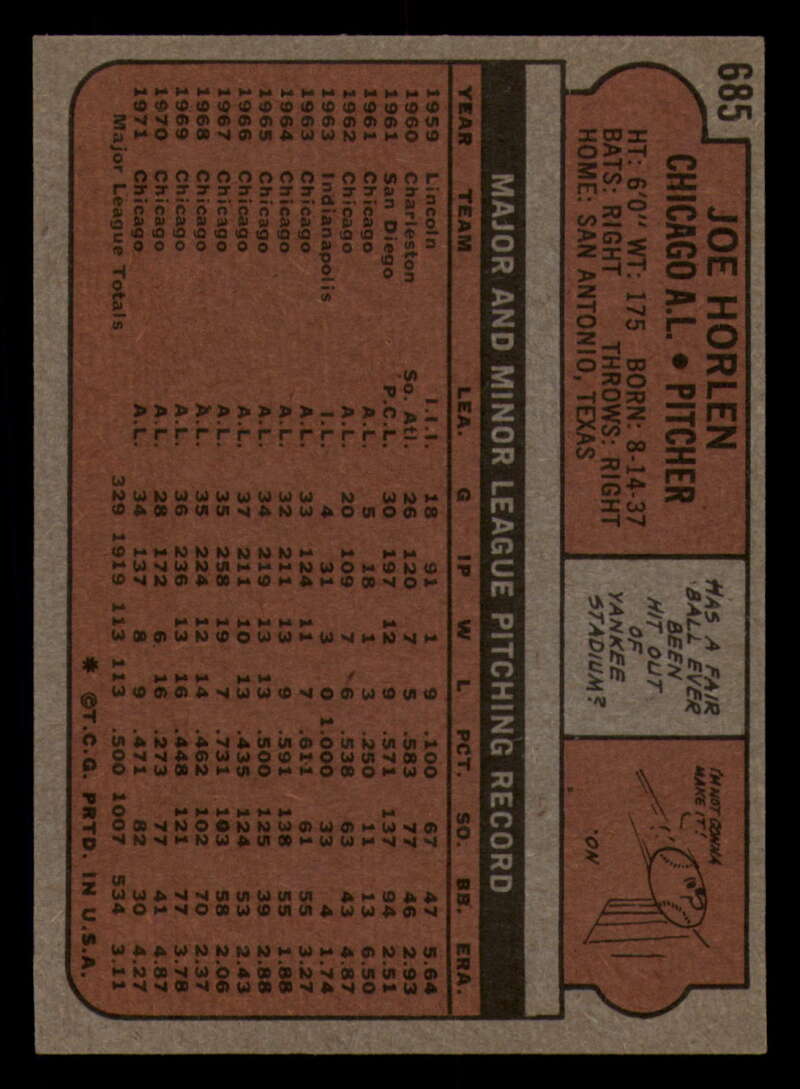 685
JOE HORLEN
CHICAGO A.L. • PITCHER
HT: 6'0" WT: 175 BORN: 8-14-37
BATS: RIGHT THROWS: RIGHT
HOME: SAN ANTONIO, TEXAS
HAS A FAIR
BALL EVER
BEEN
HIT OUT
OF
YANKEE
STADIUM?
I'M NOT GONNA
MAKE IT!
'ON
MAJOR AND MINOR LEAGUE PITCHING RECORD
YEAR TEAM LEA. G IP W L PCT. SO. BB. ERA.
1959 Lincoln I.I.I. 18 91 1 9 .100 67 47 5.64
1960 Charleston So. Atl. 26 120 7 5 .583 77 46 2.93
1961 San Diego P.C.L. 30 197 12 9 .571 137 94 2.51
1961 Chicago A.L. 5 18 1 3 .250 11 13 6.50
1962 Chicago A.L. 20 109 7 6 .538 63 43 4.87
1963 Indianapolis I.L. 4 31 3 0 1.000 33 4 1.74
1963 Chicago A.L. 33 124 11 7 .611 61 55 3.27
1964 Chicago A.L. 32 211 13 9 .591 138 55 1.88
1965 Chicago A.L. 34 219 13 13 .500 125 39 2.88
1966 Chicago A.L. 37 211 10 13 .435 124 53 2.43
1967 Chicago A.L. 35 258 19 7 .731 103 58 2.06
1968 Chicago A.L. 35 224 12 14 .462 102 70 2.37
1969 Chicago A.L. 36 236 13 16 .448 121 77 3.78
1970 Chicago A.L. 28 172 6 16 .273 77 41 4.87
1971 Chicago A.L. 34 137 8 9 .471 82 30 4.27
Major League Totals 329 1919 113 113 .500 1007 534 3.11
* ©T.C.G. PRTD. IN U.S.A.